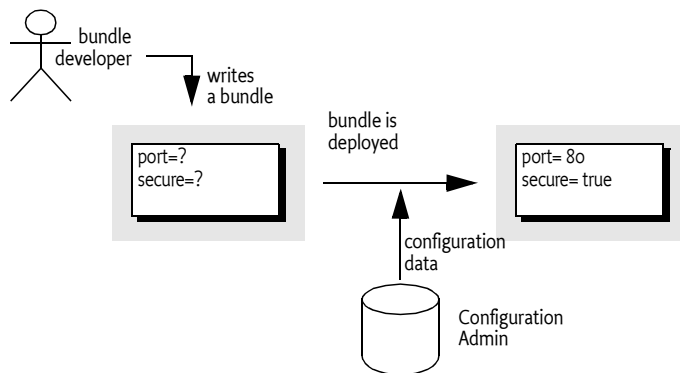 bundle
developer
writes
a bundle
bundle is
deployed
port=?
secure=?
port= 80
secure= true
configuration
data
Configuration
Admin